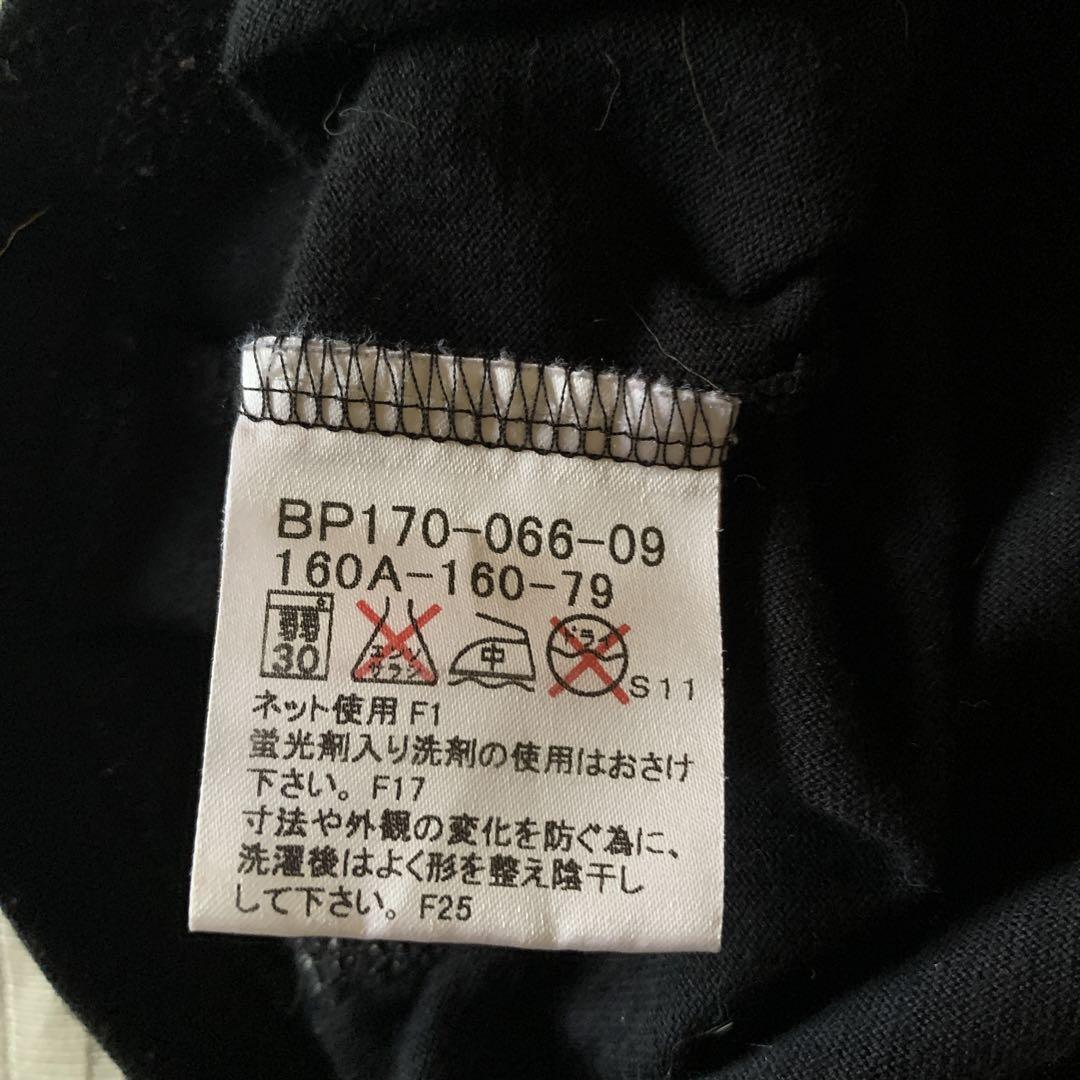 BP170-066-09
160A-160-79
弱 30 エンソ サラシ 中 ドライ S11
ネット使用 F1
蛍光剤入り洗剤の使用はおさけ
下さい。F17
寸法や外観の変化を防ぐ為に、
洗濯後はよく形を整え陰干し
して下さい。F25